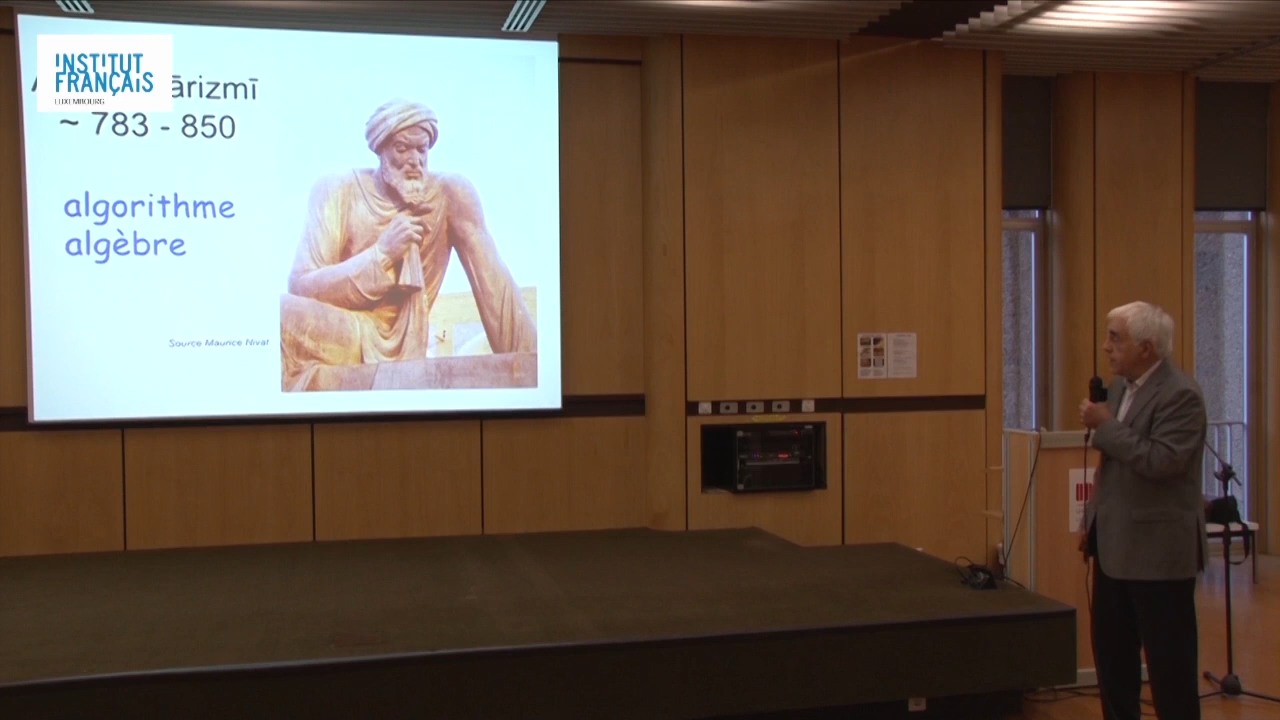 INSTITUT
FRANÇAIS
LUXEMBOURG
ārizmī
~ 783 - 850
algorithme
algèbre
Source Maurice Nivat